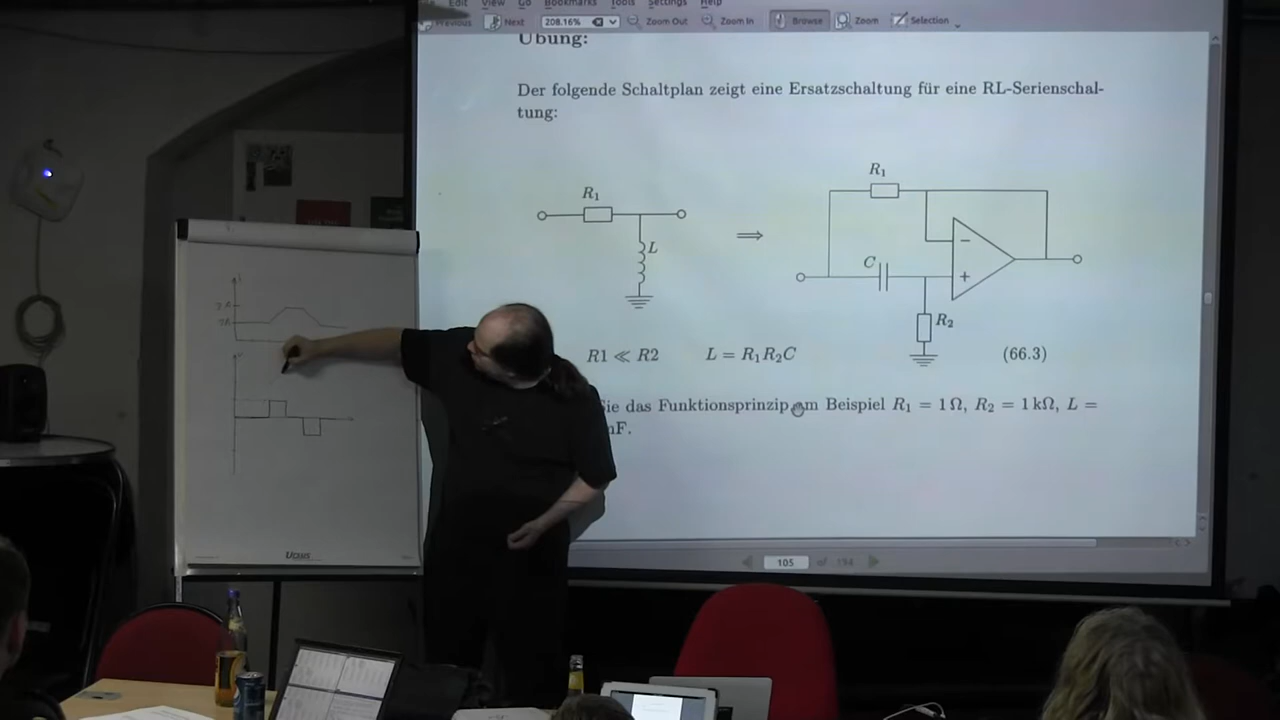 Edit View Go Bookmarks Tools Settings Help
Previous Next 208.16% Zoom Out Zoom In Browse Zoom Selection
Übung:
Der folgende Schaltplan zeigt eine Ersatzschaltung für eine RL-Serienschal-
tung:
R₁
L
⟹
R₁
C
−
+
R₂
R1 ≪ R2 L = R₁R₂C (66.3)
Sie das Funktionsprinzip am Beispiel R₁ = 1 Ω, R₂ = 1 kΩ, L =
F.
105 of 194